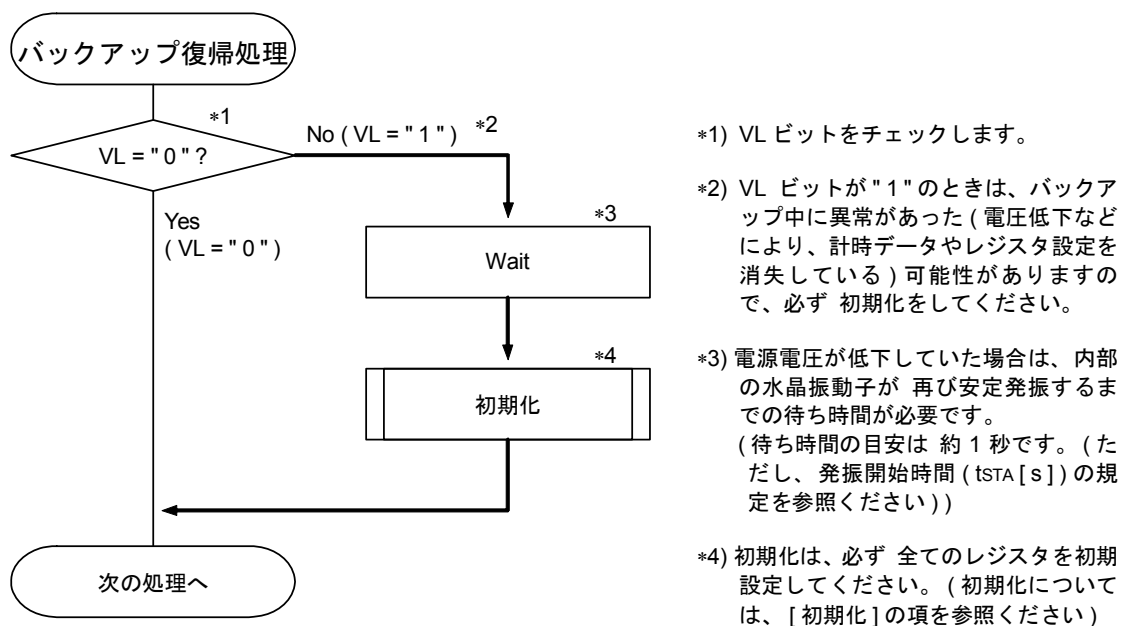 バックアップ復帰処理
*1
VL = " 0 " ?
No ( VL = " 1 " ) *2
Yes
( VL = " 0 " )
*3
Wait
*4
初期化
次の処理へ
*1) VL ビットをチェックします。
*2) VL ビットが " 1 " のときは、バックア
ップ中に異常があった ( 電圧低下など
により、計時データやレジスタ設定を
消失している ) 可能性がありますの
で、必ず 初期化をしてください。
*3) 電源電圧が低下していた場合は、内部
の水晶振動子が 再び安定発振するま
での待ち時間が必要です。
( 待ち時間の目安は 約 1 秒です。 ( た
だし、発振開始時間 ( tSTA [ s ] ) の規
定を参照ください ) )
*4) 初期化は、必ず 全てのレジスタを初期
設定してください。 ( 初期化について
は、 [ 初期化 ] の項を参照ください )